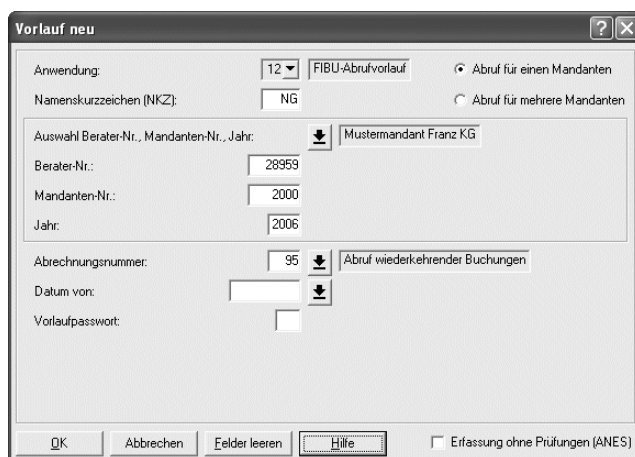 Vorlauf neu
Anwendung: 12 FIBU-Abrufvorlauf Abruf für einen Mandanten
Namenskurzzeichen (NKZ): NG Abruf für mehrere Mandanten
Auswahl Berater-Nr., Mandanten-Nr., Jahr: Mustermandant Franz KG
Berater-Nr.: 28959
Mandanten-Nr.: 2000
Jahr: 2006
Abrechnungsnummer: 95 Abruf wiederkehrender Buchungen
Datum von:
Vorlaufpasswort:
OK Abbrechen Felder leeren Hilfe Erfassung ohne Prüfungen (ANES)